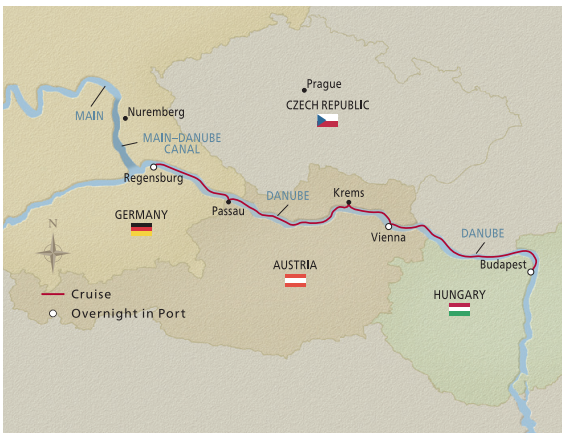 Prague
CZECH REPUBLIC
MAIN
Nuremberg
MAIN–DANUBE
CANAL
Regensburg
Passau
DANUBE
Krems
Vienna
DANUBE
Budapest
GERMANY
N
AUSTRIA
HUNGARY
Cruise
Overnight in Port